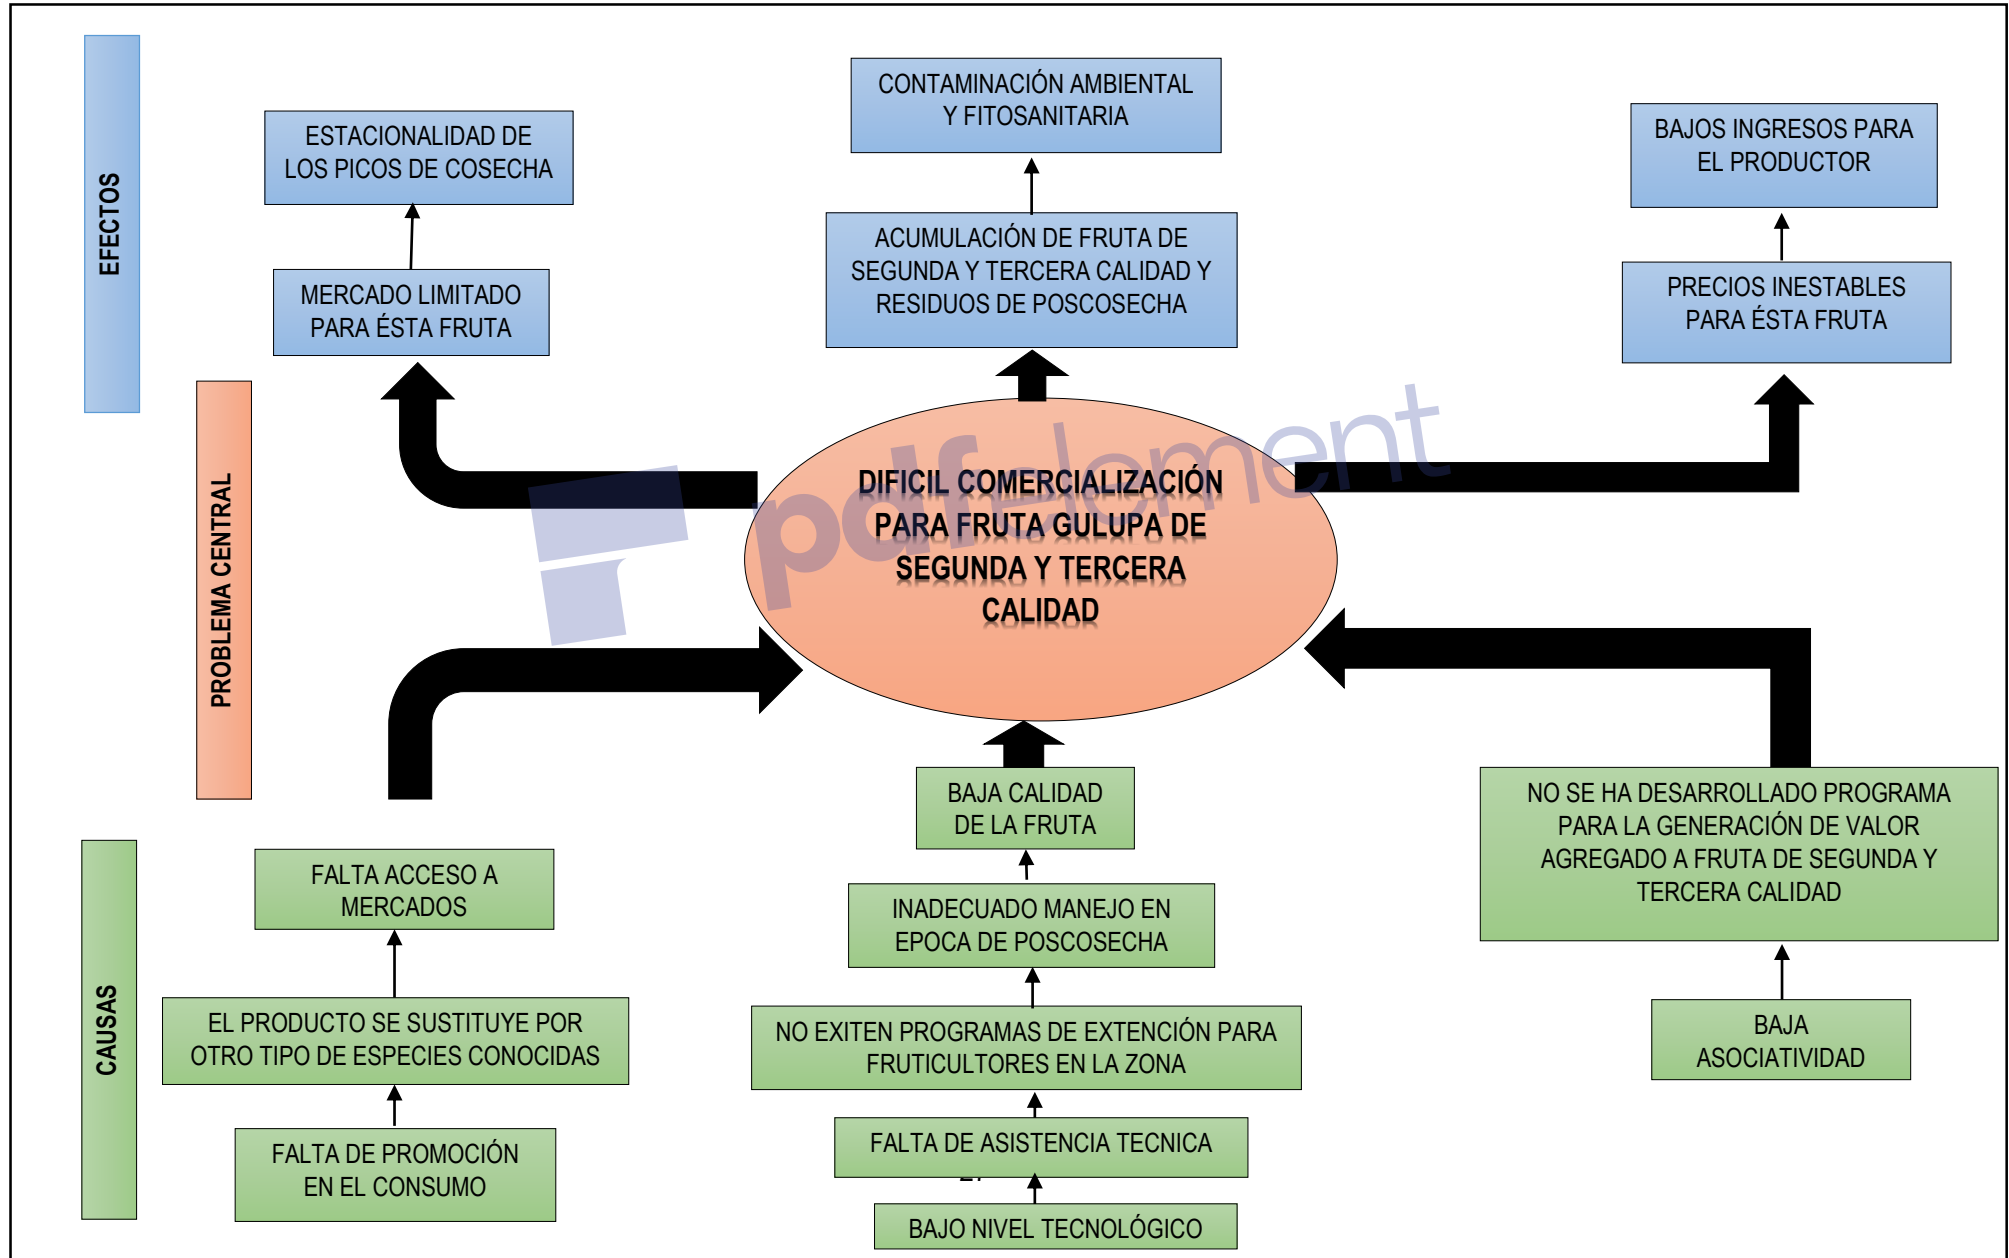 EFECTOS
CONTAMINACIÓN AMBIENTAL
Y FITOSANITARIA
ESTACIONALIDAD DE
LOS PICOS DE COSECHA
BAJOS INGRESOS PARA
EL PRODUCTOR
ACUMULACIÓN DE FRUTA DE
SEGUNDA Y TERCERA CALIDAD Y
RESIDUOS DE POSCOSECHA
MERCADO LIMITADO
PARA ÉSTA FRUTA
PRECIOS INESTABLES
PARA ÉSTA FRUTA
PROBLEMA CENTRAL
DIFICIL COMERCIALIZACIÓN
PARA FRUTA GULUPA DE
SEGUNDA Y TERCERA
CALIDAD
pdfelement
CAUSAS
BAJA CALIDAD
DE LA FRUTA
NO SE HA DESARROLLADO PROGRAMA
PARA LA GENERACIÓN DE VALOR
AGREGADO A FRUTA DE SEGUNDA Y
TERCERA CALIDAD
FALTA ACCESO A
MERCADOS
INADECUADO MANEJO EN
EPOCA DE POSCOSECHA
EL PRODUCTO SE SUSTITUYE POR
OTRO TIPO DE ESPECIES CONOCIDAS
NO EXITEN PROGRAMAS DE EXTENCIÓN PARA
FRUTICULTORES EN LA ZONA
BAJA
ASOCIATIVIDAD
FALTA DE PROMOCIÓN
EN EL CONSUMO
FALTA DE ASISTENCIA TECNICA
BAJO NIVEL TECNOLÓGICO